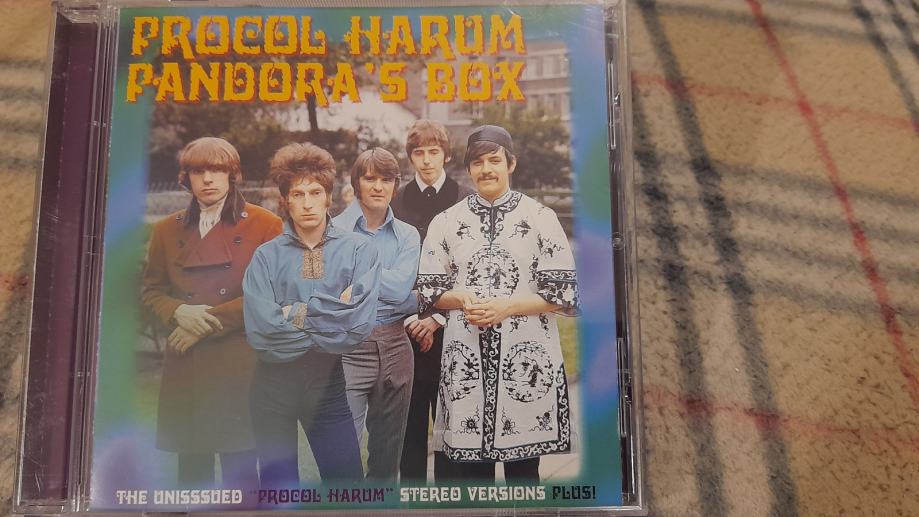 PROCOL HARUM
PANDORA'S BOX
THE UNISSSUED "PROCOL HARUM" STEREO VERSIONS PLUS!